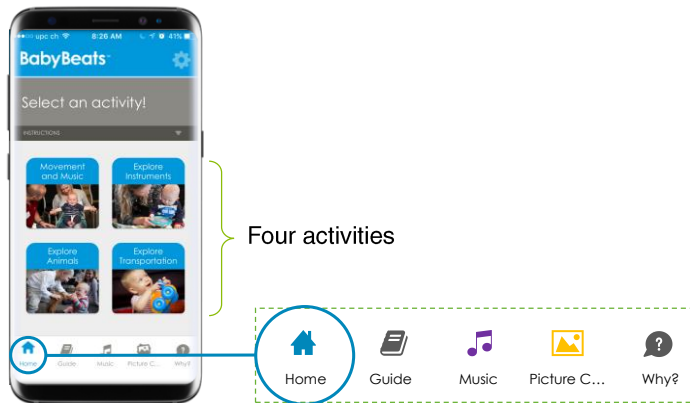 upc ch 8:26 AM 41%
BabyBeats™
Select an activity!
INSTRUCTIONS
Movement
and Music
Explore
Instruments
Explore
Animals
Explore
Transportation
Four activities
Home Guide Music Picture C... Why?
Home Guide Music Picture C... Why?